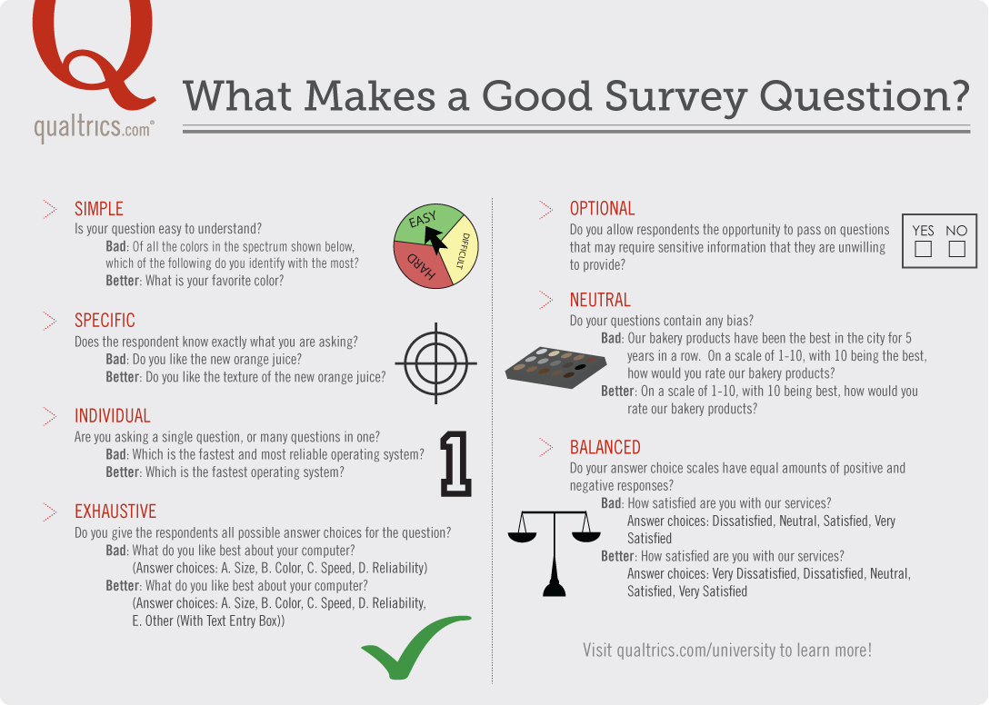 Q
qualtrics.com®
What Makes a Good Survey Question?
SIMPLE
Is your question easy to understand?
Bad: Of all the colors in the spectrum shown below,
which of the following do you identify with the most?
Better: What is your favorite color?
EASY
DIFFICULT
HARD
SPECIFIC
Does the respondent know exactly what you are asking?
Bad: Do you like the new orange juice?
Better: Do you like the texture of the new orange juice?
INDIVIDUAL
Are you asking a single question, or many questions in one?
Bad: Which is the fastest and most reliable operating system?
Better: Which is the fastest operating system?
1
EXHAUSTIVE
Do you give the respondents all possible answer choices for the question?
Bad: What do you like best about your computer?
(Answer choices: A. Size, B. Color, C. Speed, D. Reliability)
Better: What do you like best about your computer?
(Answer choices: A. Size, B. Color, C. Speed, D. Reliability,
E. Other (With Text Entry Box))
OPTIONAL
Do you allow respondents the opportunity to pass on questions
that may require sensitive information that they are unwilling
to provide?
YES NO
NEUTRAL
Do your questions contain any bias?
Bad: Our bakery products have been the best in the city for 5
years in a row. On a scale of 1-10, with 10 being the best,
how would you rate our bakery products?
Better: On a scale of 1-10, with 10 being best, how would you
rate our bakery products?
BALANCED
Do your answer choice scales have equal amounts of positive and
negative responses?
Bad: How satisfied are you with our services?
Answer choices: Dissatisfied, Neutral, Satisfied, Very
Satisfied
Better: How satisfied are you with our services?
Answer choices: Very Dissatisfied, Dissatisfied, Neutral,
Satisfied, Very Satisfied
Visit qualtrics.com/university to learn more!